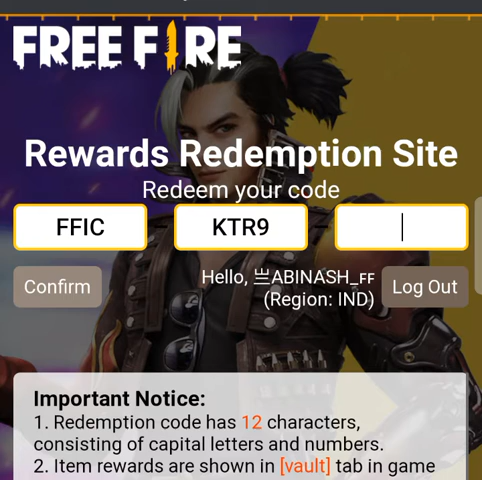 FREE FIRE
Rewards Redemption Site
Redeem your code
FFIC KTR9
Confirm
Hello, 亗ABINASH_ꜰꜰ
(Region: IND)
Log Out
Important Notice:
1. Redemption code has 12 characters,
consisting of capital letters and numbers.
2. Item rewards are shown in [vault] tab in game